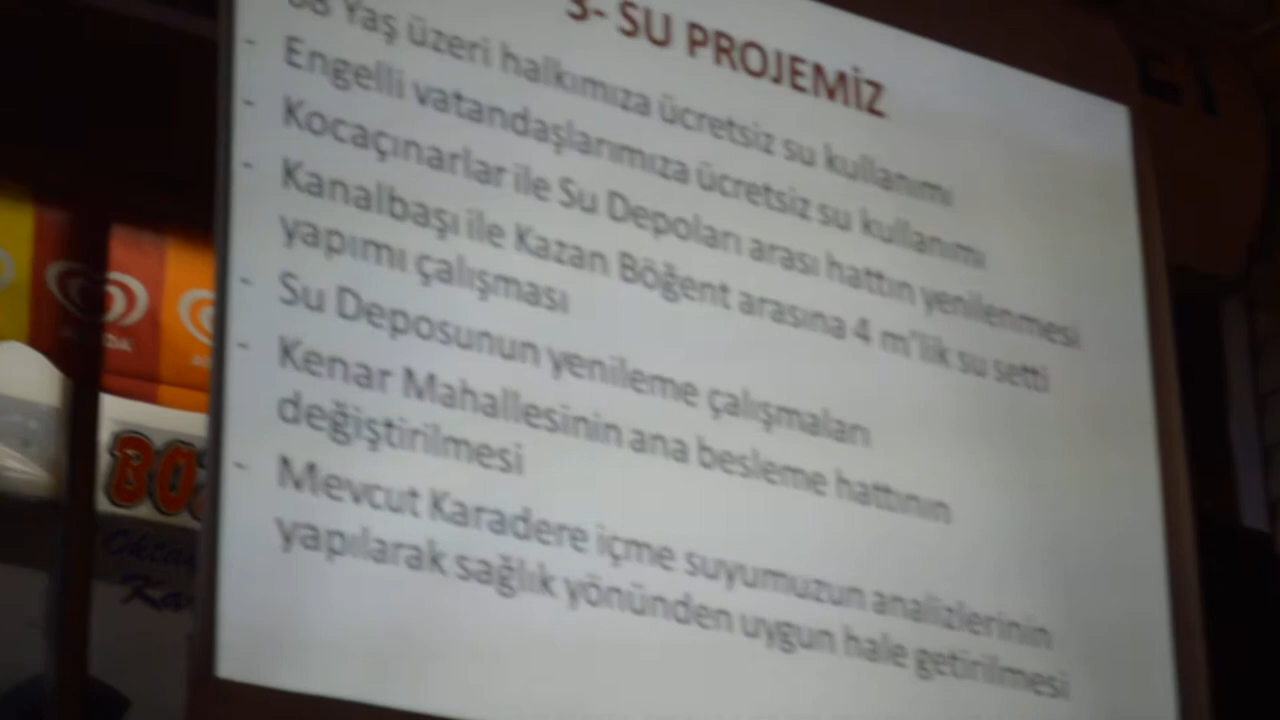 3- SU PROJEMİZ
Yaş üzeri halkımıza ücretsiz su kullanımı
- Engelli vatandaşlarımıza ücretsiz su kullanımı
- Kocaçınarlar ile Su Depoları arası hattın yenilenmesi
- Kanalbaşı ile Kazan Böğent arasına 4 m'lik su setti
yapımı çalışması
- Su Deposunun yenileme çalışmaları
- Kenar Mahallesinin ana besleme hattının
değiştirilmesi
- Mevcut Karadere içme suyumuzun analizlerinin
yapılarak sağlık yönünden uygun hale getirilmesi